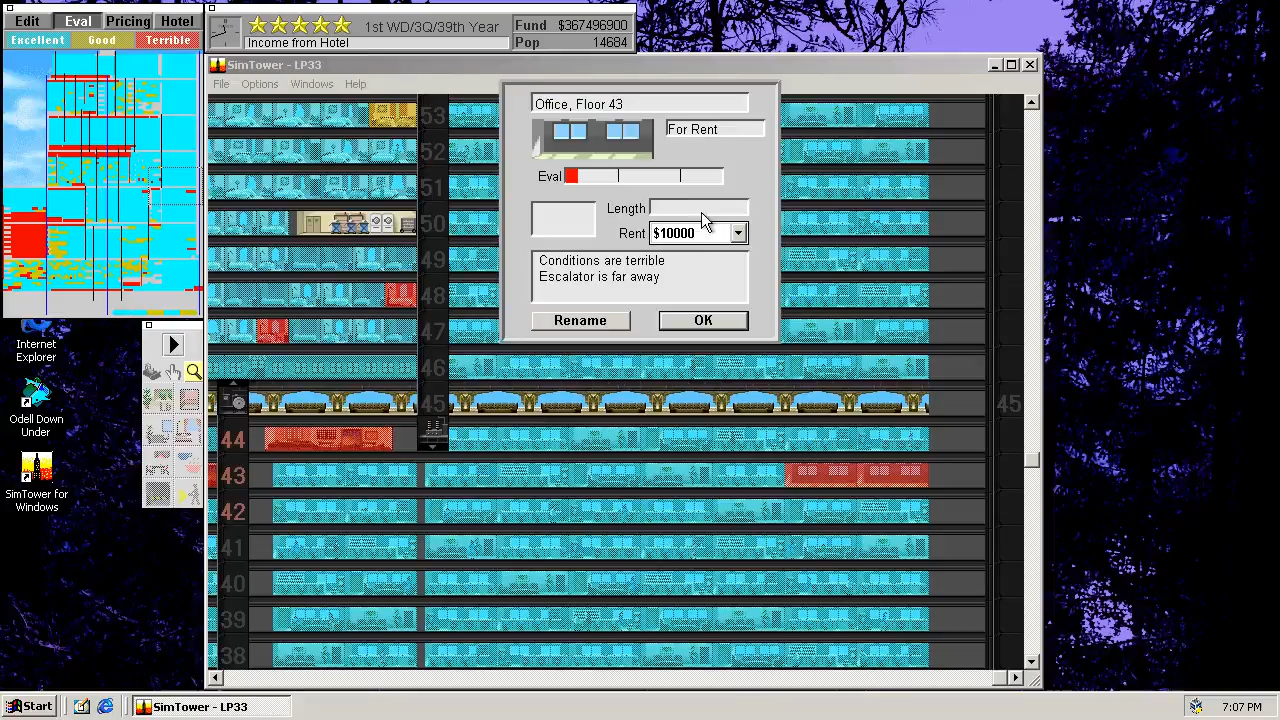 Edit Eval Pricing Hotel
Excellent Good Terrible
1st WD/3Q/39th Year
Income from Hotel
Fund $367496900
Pop 14684
SimTower - LP33
File Options Windows Help
Office, Floor 43
For Rent
Eval
Length
Rent $10000
Conditions are terrible
Escalator is far away
Rename OK
53
52
51
50
49
48
47
46
45 45
44
43
42
41
40
39
38
Internet
Explorer
Odell Down
Under
SimTower for
Windows
Start SimTower - LP33 7:07 PM